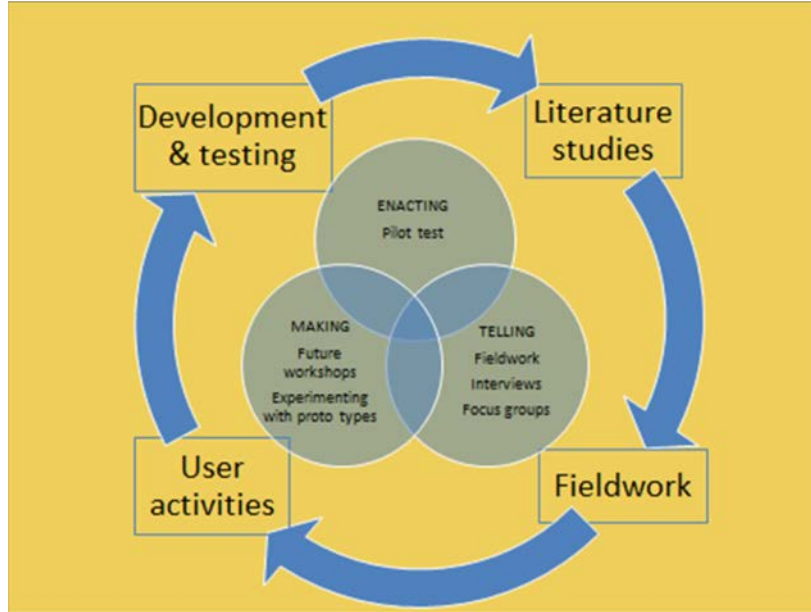 Development
& testing
Literature
studies
ENACTING
Pilot test
MAKING
Future
workshops
Experimenting
with proto types
TELLING
Fieldwork
Interviews
Focus groups
User
activities
Fieldwork